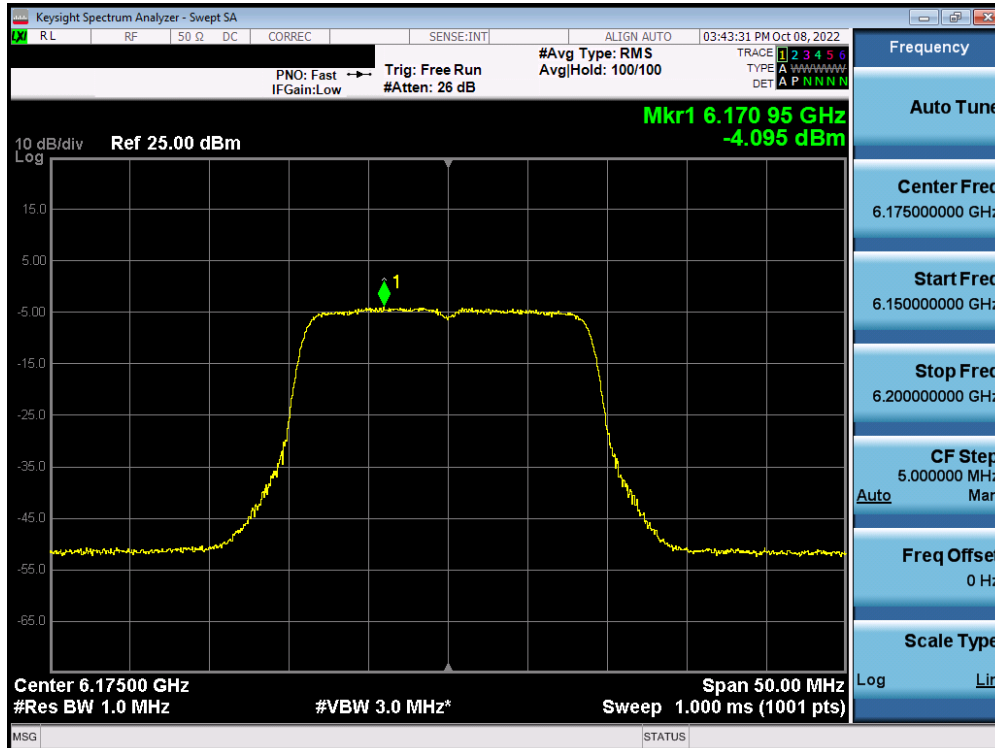 Keysight Spectrum Analyzer - Swept SA
LXI RL RF 50 Ω DC CORREC SENSE:INT ALIGN AUTO 03:43:31 PM Oct 08, 2022
PNO: Fast Trig: Free Run #Avg Type: RMS TRACE 1 2 3 4 5 6
IFGain:Low #Atten: 26 dB Avg|Hold: 100/100 TYPE A WWWWW
DET A P N N N N
Mkr1 6.170 95 GHz
-4.095 dBm
10 dB/div Ref 25.00 dBm
Log
15.0
5.00
1
-5.00
-15.0
-25.0
-35.0
-45.0
-55.0
-65.0
Center 6.17500 GHz Span 50.00 MHz
#Res BW 1.0 MHz #VBW 3.0 MHz* Sweep 1.000 ms (1001 pts)
MSG STATUS
Frequency
Auto Tune
Center Freq
6.175000000 GHz
Start Freq
6.150000000 GHz
Stop Freq
6.200000000 GHz
CF Step
5.000000 MHz
Auto Man
Freq Offset
0 Hz
Scale Type
Log Lin